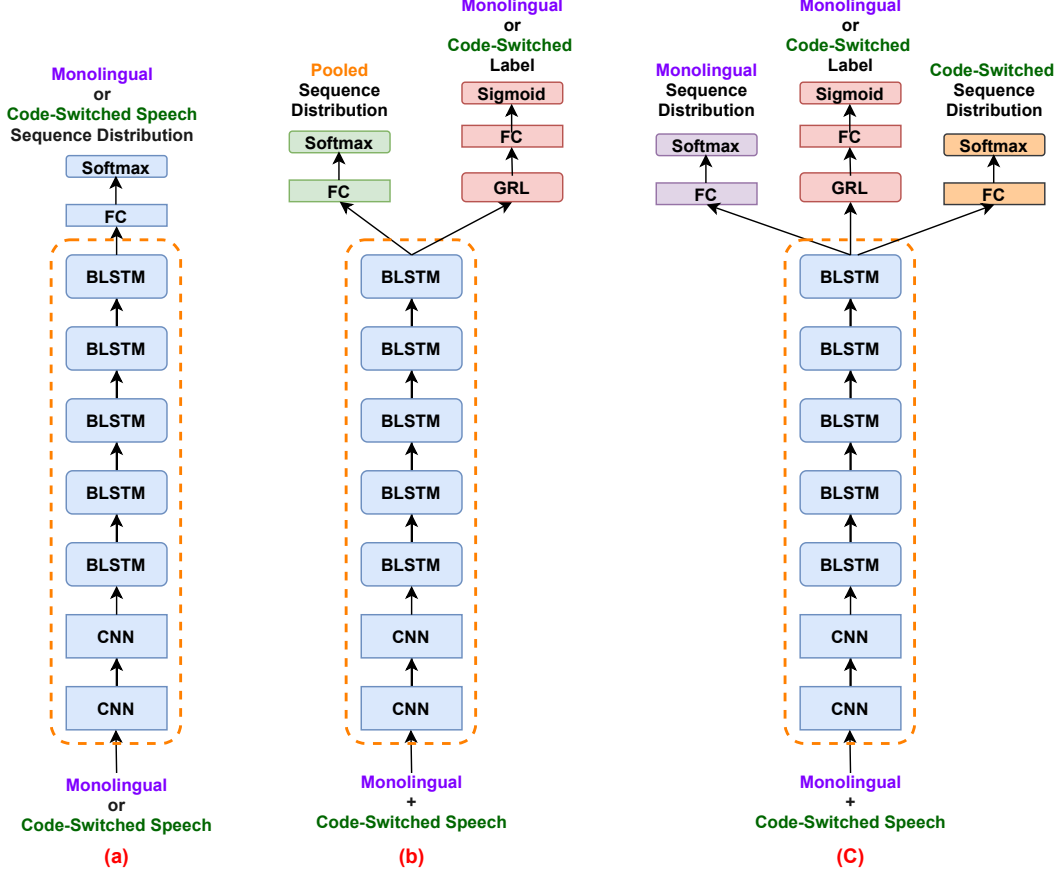 Monolingual
or
Code-Switched Speech
Sequence Distribution
Softmax
FC
BLSTM
BLSTM
BLSTM
BLSTM
BLSTM
CNN
CNN
Monolingual
or
Code-Switched Speech
(a)
Pooled
Sequence
Distribution
Softmax
FC
Monolingual
or
Code-Switched
Label
Sigmoid
FC
GRL
BLSTM
BLSTM
BLSTM
BLSTM
BLSTM
CNN
CNN
Monolingual
+
Code-Switched Speech
(b)
Monolingual
Sequence
Distribution
Softmax
FC
Monolingual
or
Code-Switched
Label
Sigmoid
FC
GRL
Code-Switched
Sequence
Distribution
Softmax
FC
BLSTM
BLSTM
BLSTM
BLSTM
BLSTM
CNN
CNN
Monolingual
+
Code-Switched Speech
(C)